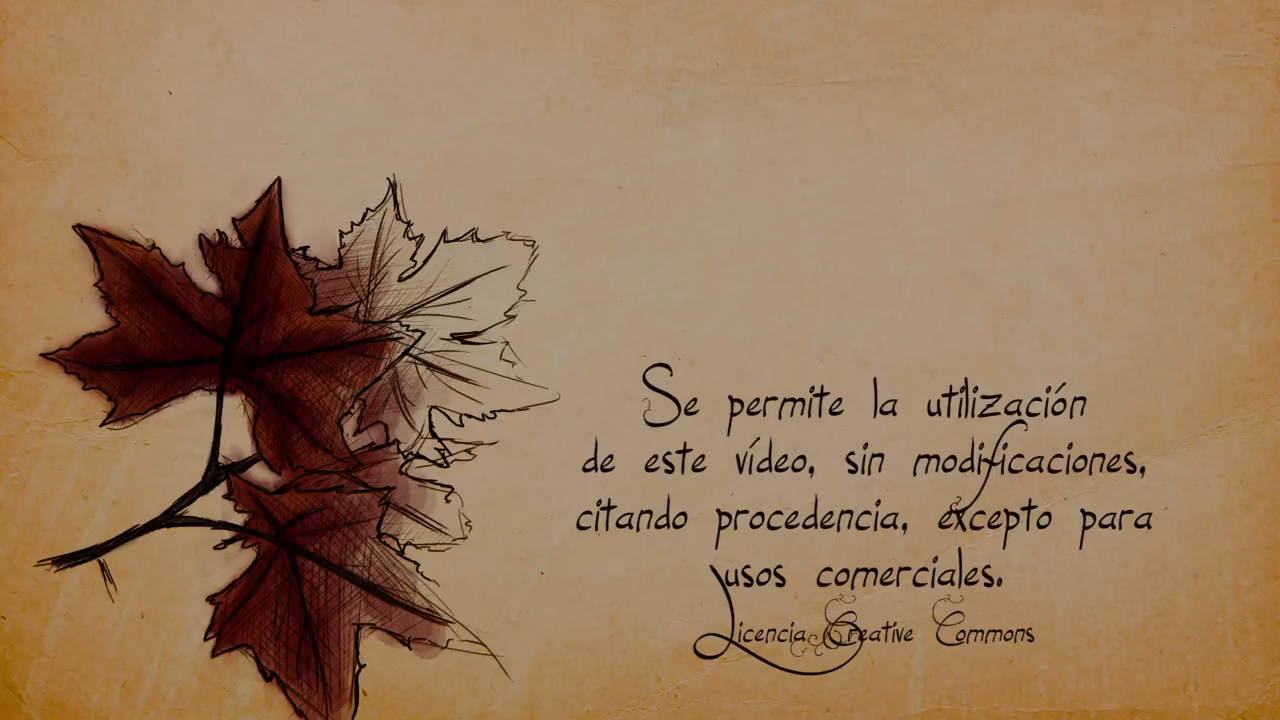 Se permite la utilización
de este vídeo, sin modificaciones,
citando procedencia, excepto para
usos comerciales.
Licencia Creative Commons